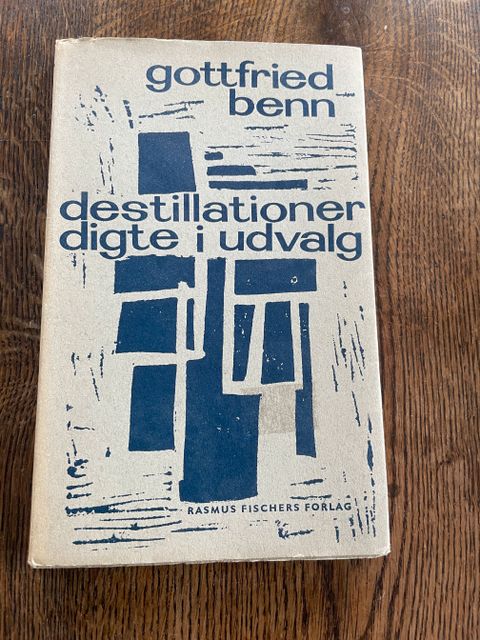 gottfried
benn
destillationer
digte i udvalg
RASMUS FISCHERS FORLAG